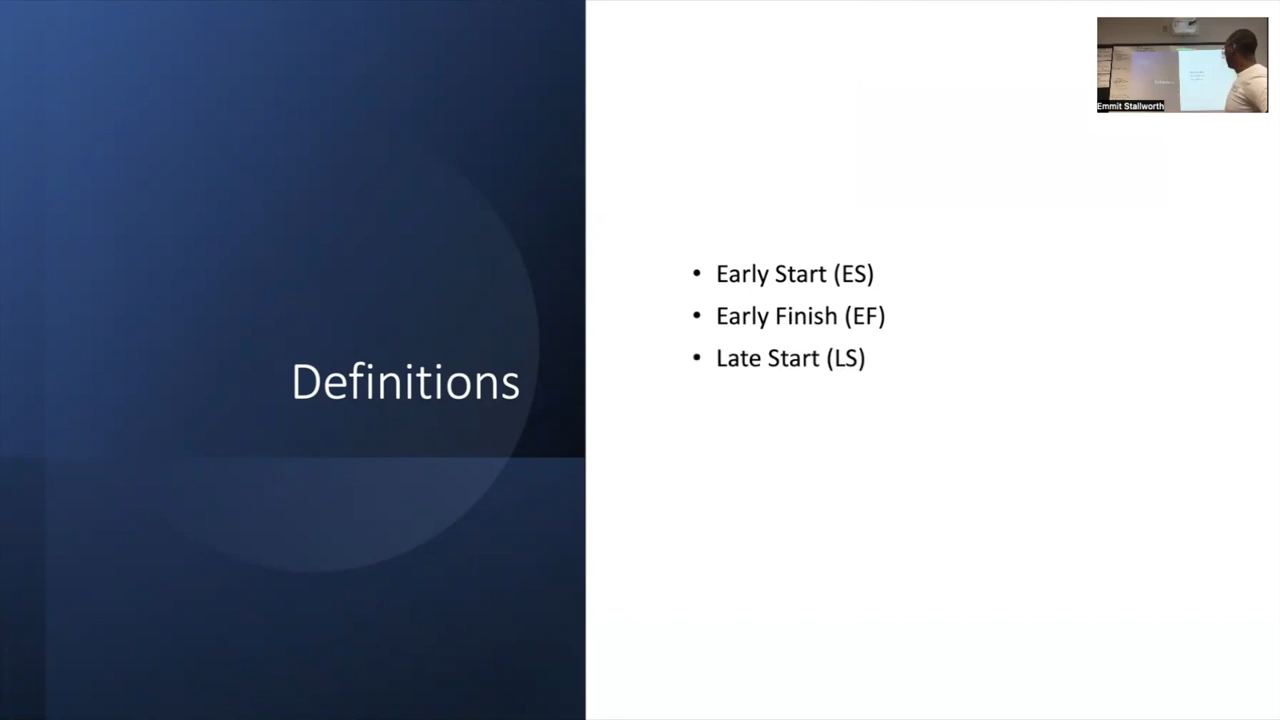 Definitions
• Early Start (ES)
• Early Finish (EF)
• Late Start (LS)
Emmit Stallworth